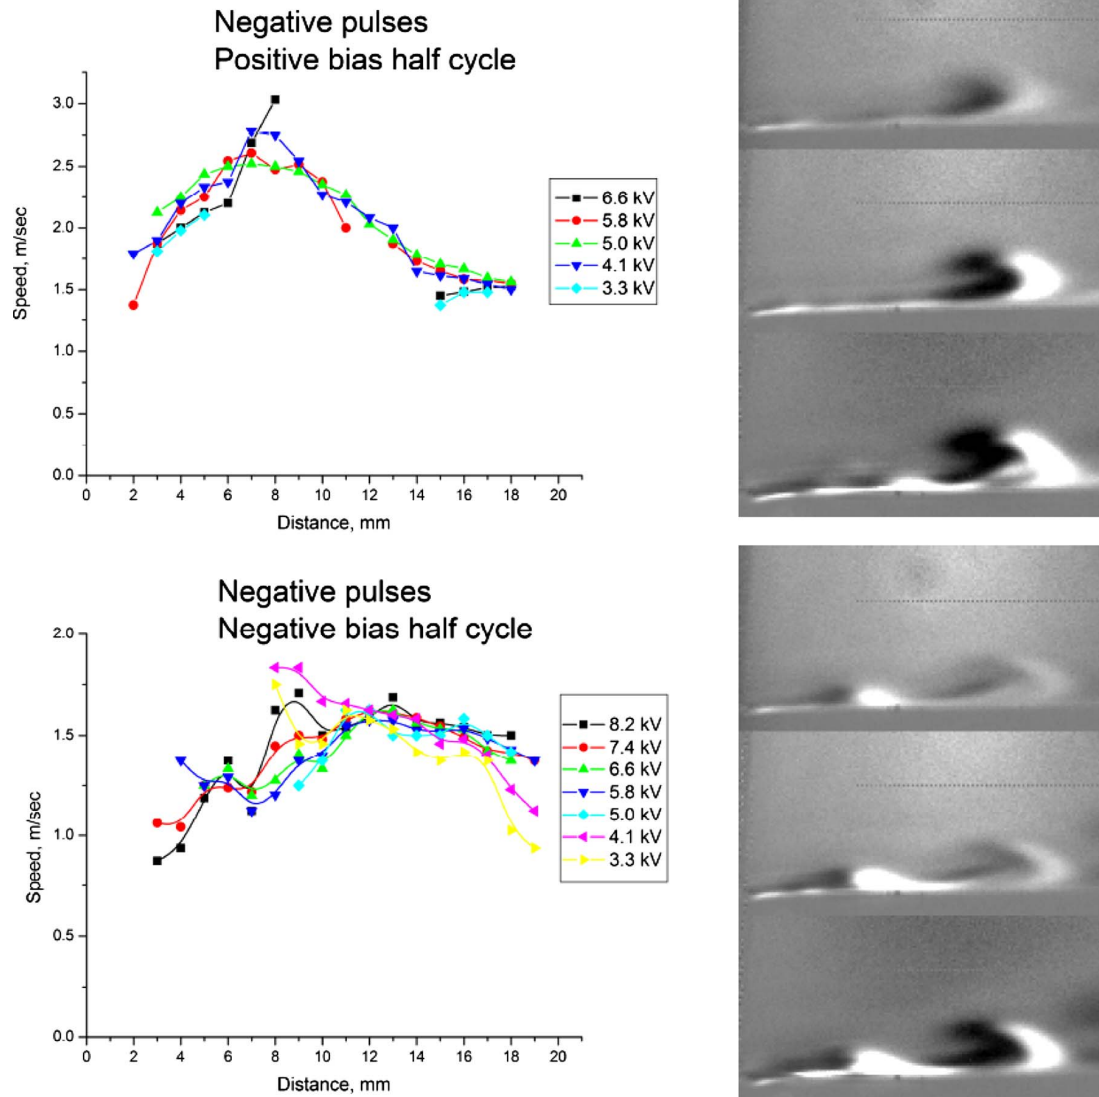 Negative pulses
Positive bias half cycle
3.0
2.5
2.0
1.5
1.0
0.5
0.0
0 2 4 6 8 10 12 14 16 18 20
Speed, m/sec
Distance, mm
6.6 kV
5.8 kV
5.0 kV
4.1 kV
3.3 kV
Negative pulses
Negative bias half cycle
2.0
1.5
1.0
0.5
0.0
0 2 4 6 8 10 12 14 16 18 20
Speed, m/sec
Distance, mm
8.2 kV
7.4 kV
6.6 kV
5.8 kV
5.0 kV
4.1 kV
3.3 kV